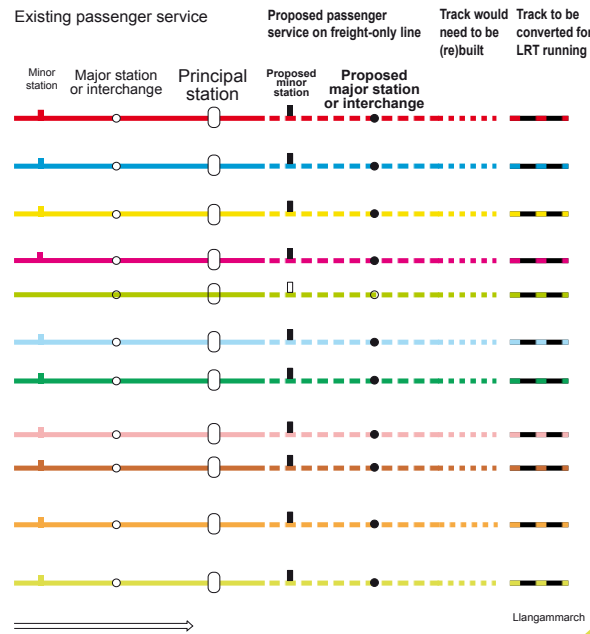 Existing passenger service
Proposed passenger
service on freight-only line
Track would
need to be
(re)built
Track to be
converted for
LRT running
Minor
station
Major station
or interchange
Principal
station
Proposed
minor
station
Proposed
major station
or interchange
Llangammarch